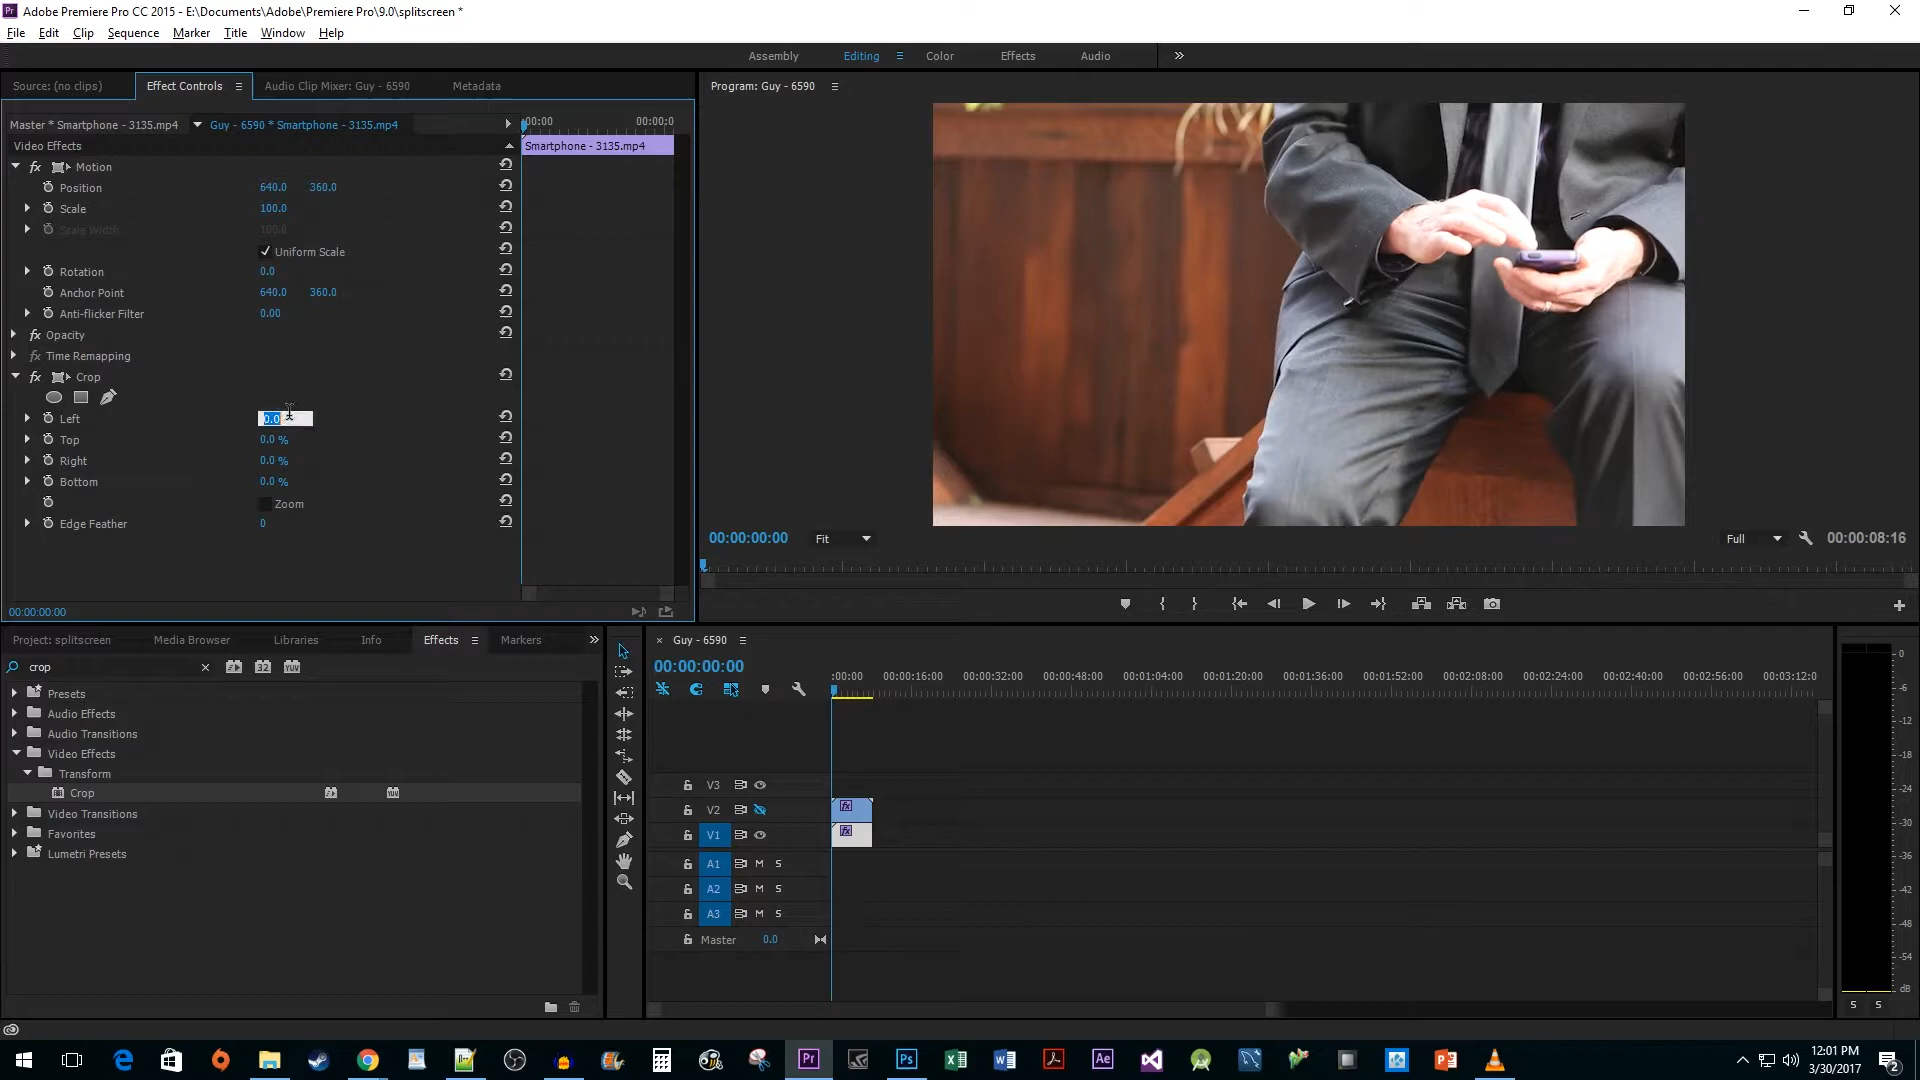 Pr Adobe Premiere Pro CC 2015 - E:\Documents\Adobe\Premiere Pro\9.0\splitscreen *
File Edit Clip Sequence Marker Title Window Help
Assembly Editing Color Effects Audio
Source: (no clips) Effect Controls Audio Clip Mixer: Guy - 6590 Metadata
Program: Guy - 6590
Master * Smartphone - 3135.mp4 Guy - 6590 * Smartphone - 3135.mp4
:00:00 00:00:0
Video Effects
Smartphone - 3135.mp4
fx Motion
Position 640.0 360.0
Scale 100.0
Scale Width 100.0
Uniform Scale
Rotation 0.0
Anchor Point 640.0 360.0
Anti-flicker Filter 0.00
fx Opacity
fx Time Remapping
fx Crop
Left 0.0
Top 0.0 %
Right 0.0 %
Bottom 0.0 %
Zoom
Edge Feather 0
00:00:00:00
00:00:00:00 Fit Full 00:00:08:16
Project: splitscreen Media Browser Libraries Info Effects Markers
crop
32 YUV
Presets
Audio Effects
Audio Transitions
Video Effects
Transform
Crop
Video Transitions
Favorites
Lumetri Presets
Guy - 6590
00:00:00:00
:00:00 00:00:16:00 00:00:32:00 00:00:48:00 00:01:04:00 00:01:20:00 00:01:36:00 00:01:52:00 00:02:08:00 00:02:24:00 00:02:40:00 00:02:56:00 00:03:12:0
V3
V2 fx
V1 fx
A1 M S
A2 M S
A3 M S
Master 0.0
0
-6
-12
-18
-24
-30
-36
-42
-48
-54
dB
S S
Pr Ps Ae
12:01 PM
3/30/2017
2